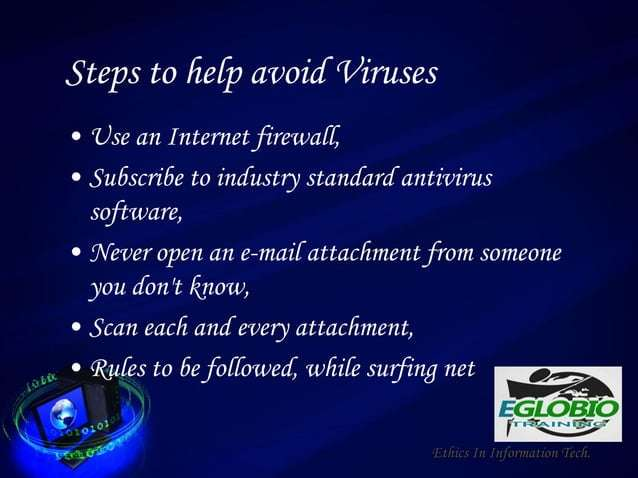 Steps to help avoid Viruses
• Use an Internet firewall,
• Subscribe to industry standard antivirus
software,
• Never open an e-mail attachment from someone
you don't know,
• Scan each and every attachment,
• Rules to be followed, while surfing net
EGLOBIO
TRAINING
Ethics In Information Tech.